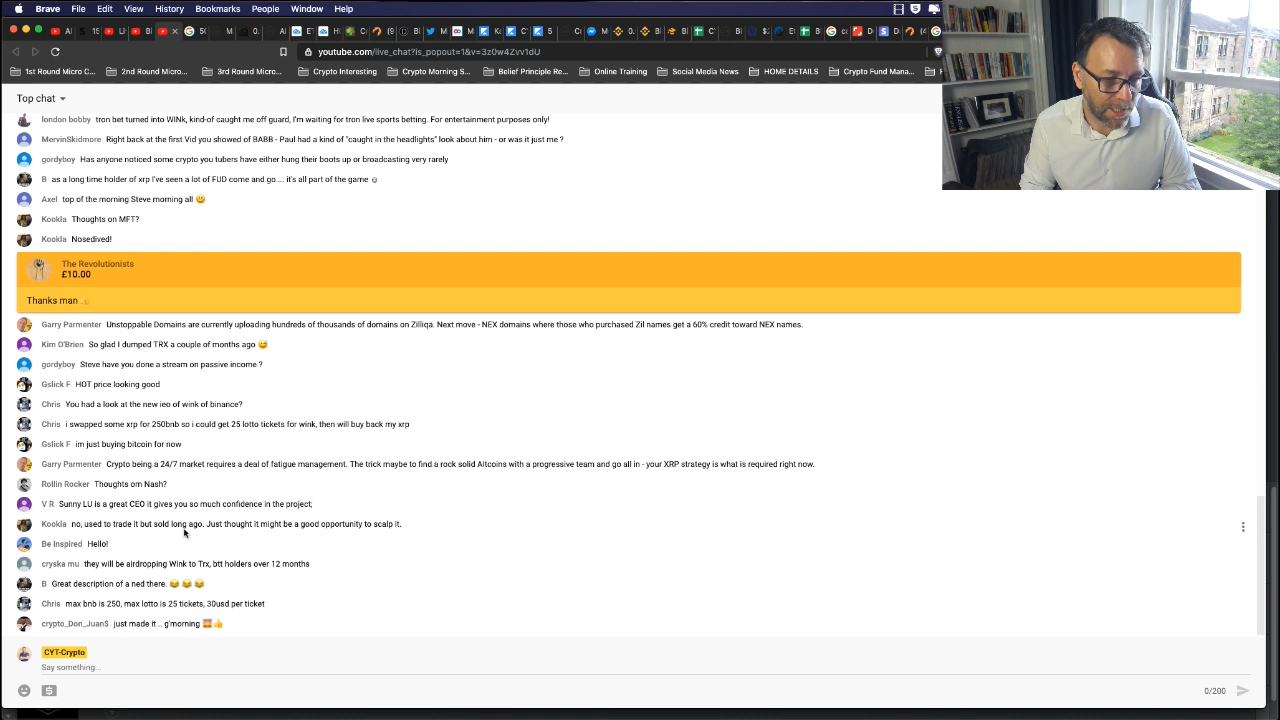 Brave File Edit View History Bookmarks People Window Help
youtube.com/live_chat?is_popout=1&v=3z0w4Zvv1dU
1st Round Micro C... 2nd Round Micro... 3rd Round Micro... Crypto Interesting Crypto Morning S... Belief Principle Re... Online Training Social Media News HOME DETAILS Crypto Fund Mana...
Top chat
london bobby tron bet turned into WINk, kind-of caught me off guard, I'm waiting for tron live sports betting. For entertainment purposes only!
MervinSkidmore Right back at the first Vid you showed of BABB - Paul had a kind of "caught in the headlights" look about him - or was it just me ?
gordyboy Has anyone noticed some crypto you tubers have either hung their boots up or broadcasting very rarely
B as a long time holder of xrp I've seen a lot of FUD come and go.... it's all part of the game
Axel top of the morning Steve morning all 😃
Kookla Thoughts on MFT?
Kookla Nosedived!
The Revolutionists
£10.00
Thanks man
Garry Parmenter Unstoppable Domains are currently uploading hundreds of thousands of domains on Zilliqa. Next move - NEX domains where those who purchased Zil names get a 60% credit toward NEX names.
Kim O'Brien So glad I dumped TRX a couple of months ago 😅
gordyboy Steve have you done a stream on passive income ?
Gslick F HOT price looking good
Chris You had a look at the new ieo of wink of binance?
Chris i swapped some xrp for 250bnb so i could get 25 lotto tickets for wink, then will buy back my xrp
Gslick F im just buying bitcoin for now
Garry Parmenter Crypto being a 24/7 market requires a deal of fatigue management. The trick maybe to find a rock solid Altcoins with a progressive team and go all in - your XRP strategy is what is required right now.
Rollin Rocker Thoughts om Nash?
V R Sunny LU is a great CEO it gives you so much confidence in the project;
Kookla no, used to trade it but sold long ago. Just thought it might be a good opportunity to scalp it.
Be Inspired Hello!
cryska mu they will be airdropping Wink to Trx, btt holders over 12 months
B Great description of a ned there. 😂 😂 😂
Chris max bnb is 250, max lotto is 25 tickets, 30usd per ticket
crypto_Don_Juan$ just made it .. g'morning 🌅👍
CYT-Crypto
Say something...
0/200